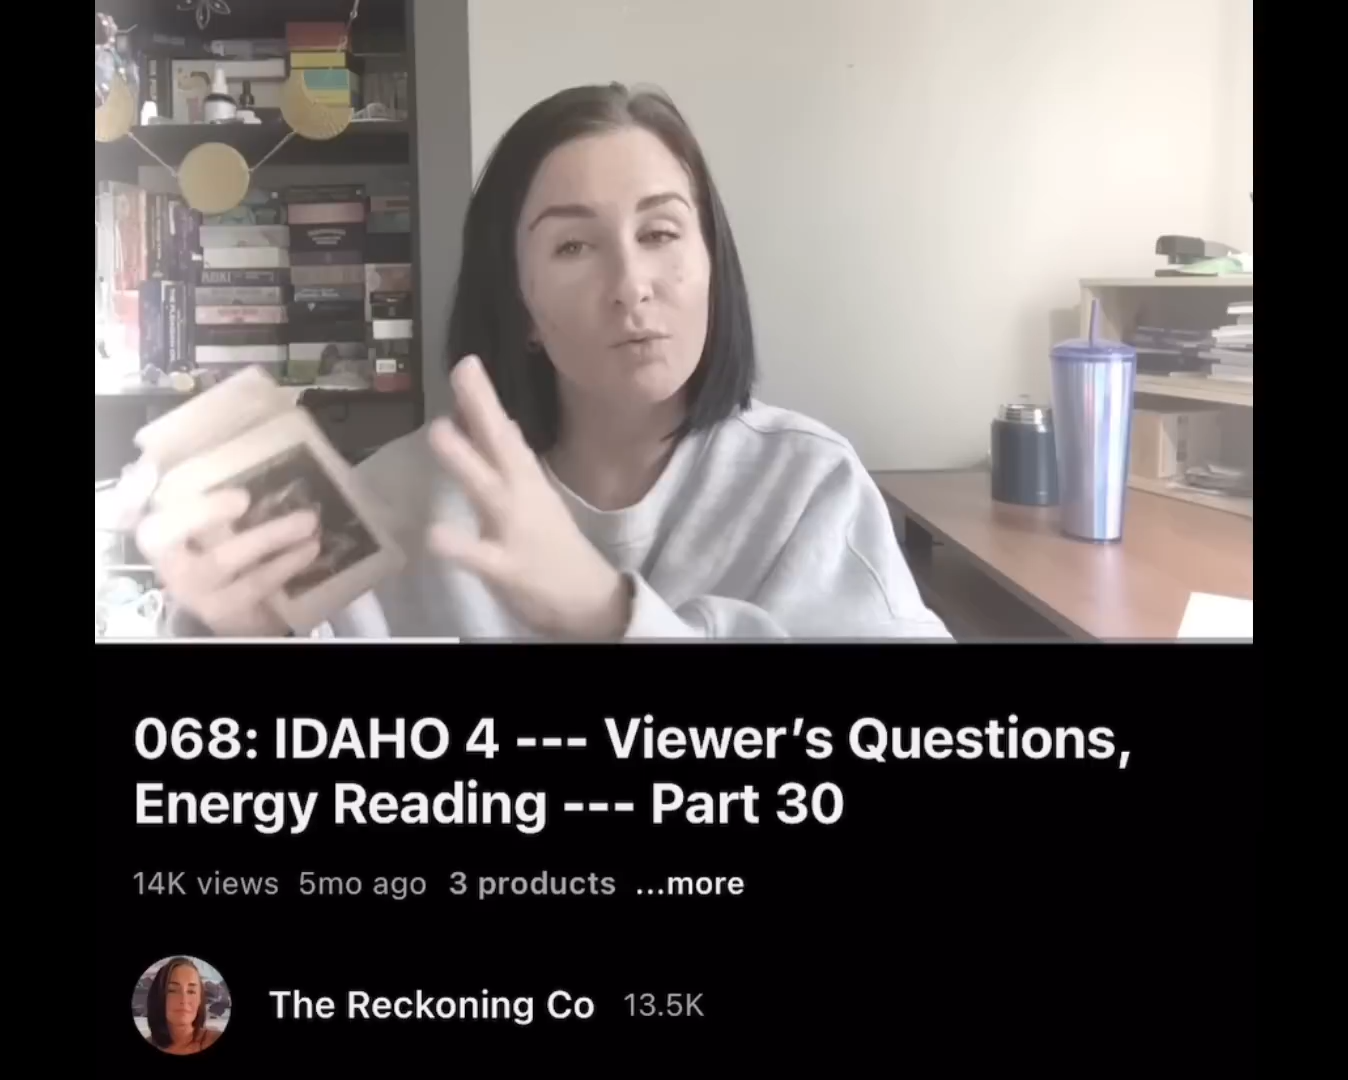 068: IDAHO 4 --- Viewer’s Questions,
Energy Reading --- Part 30
14K views 5mo ago 3 products ...more
The Reckoning Co 13.5K